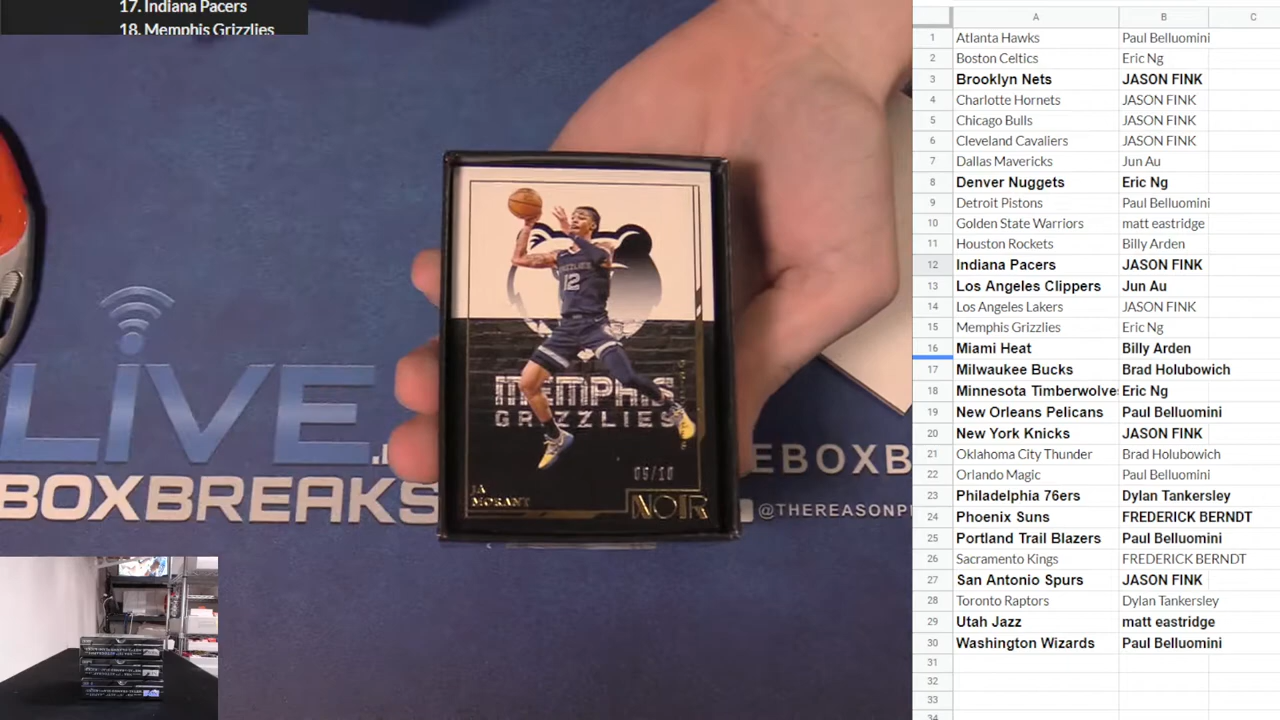 17. Indiana Pacers
18. Memphis Grizzlies
GRIZZLIES
12
MEMPHIS
GRIZZLIES
05/10
JA
MORANT
NOIR
LIVE.
BOXBREAKS
EBOXB
@THEREASONP
A B C
1 Atlanta Hawks Paul Belluomini
2 Boston Celtics Eric Ng
3 Brooklyn Nets JASON FINK
4 Charlotte Hornets JASON FINK
5 Chicago Bulls JASON FINK
6 Cleveland Cavaliers JASON FINK
7 Dallas Mavericks Jun Au
8 Denver Nuggets Eric Ng
9 Detroit Pistons Paul Belluomini
10 Golden State Warriors matt eastridge
11 Houston Rockets Billy Arden
12 Indiana Pacers JASON FINK
13 Los Angeles Clippers Jun Au
14 Los Angeles Lakers JASON FINK
15 Memphis Grizzlies Eric Ng
16 Miami Heat Billy Arden
17 Milwaukee Bucks Brad Holubowich
18 Minnesota Timberwolve Eric Ng
19 New Orleans Pelicans Paul Belluomini
20 New York Knicks JASON FINK
21 Oklahoma City Thunder Brad Holubowich
22 Orlando Magic Paul Belluomini
23 Philadelphia 76ers Dylan Tankersley
24 Phoenix Suns FREDERICK BERNDT
25 Portland Trail Blazers Paul Belluomini
26 Sacramento Kings FREDERICK BERNDT
27 San Antonio Spurs JASON FINK
28 Toronto Raptors Dylan Tankersley
29 Utah Jazz matt eastridge
30 Washington Wizards Paul Belluomini
31
32
33
34